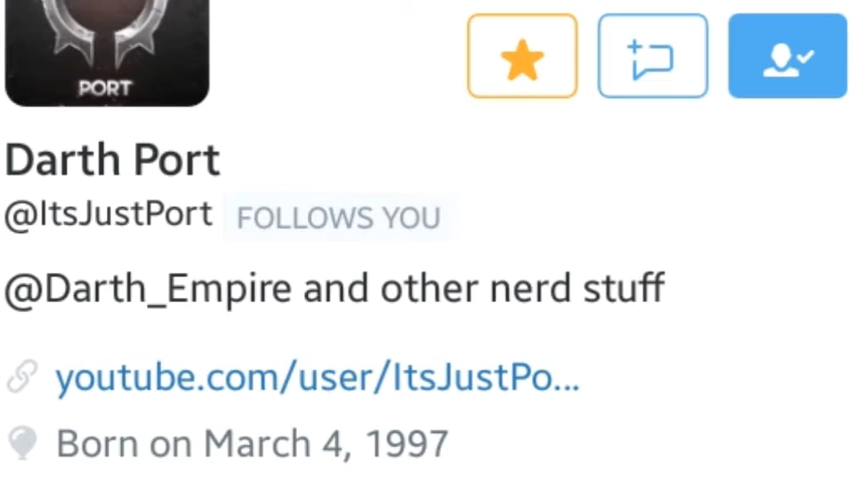 PORT
Darth Port
@ItsJustPort FOLLOWS YOU
@Darth_Empire and other nerd stuff
youtube.com/user/ItsJustPo...
Born on March 4, 1997